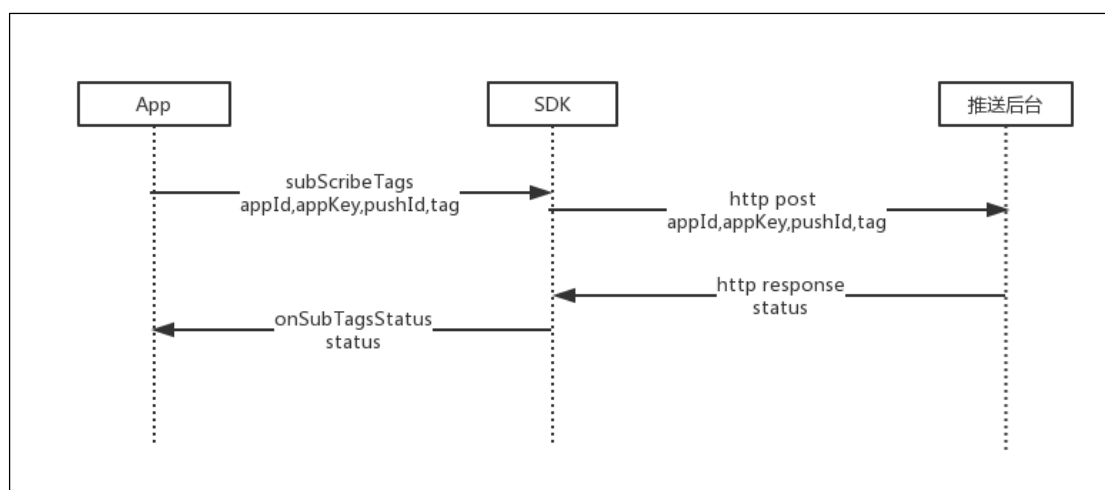 App
SDK
推送后台
subScribeTags
appId,appKey,pushId,tag
http post
appId,appKey,pushId,tag
http response
status
onSubTagsStatus
status